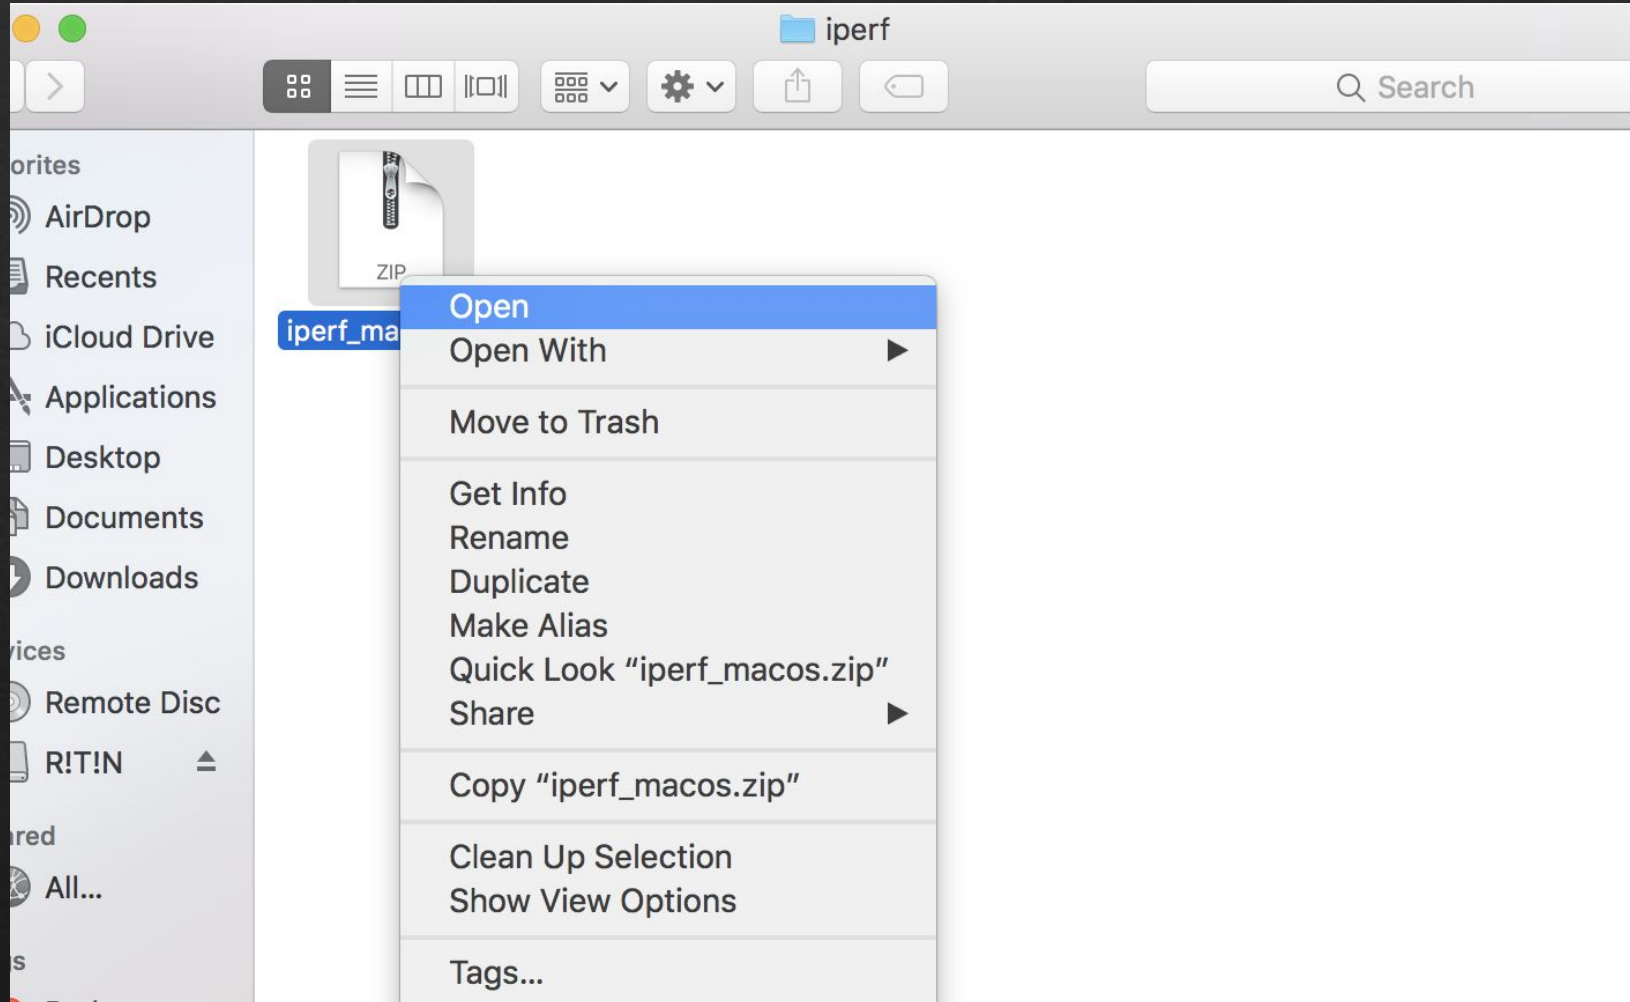 iperf
Search
orites
AirDrop
Recents
iCloud Drive
Applications
Desktop
Documents
Downloads
vices
Remote Disc
R!T!N
ared
All...
ZIP
iperf_ma
Open
Open With
Move to Trash
Get Info
Rename
Duplicate
Make Alias
Quick Look “iperf_macos.zip”
Share
Copy “iperf_macos.zip”
Clean Up Selection
Show View Options
Tags...